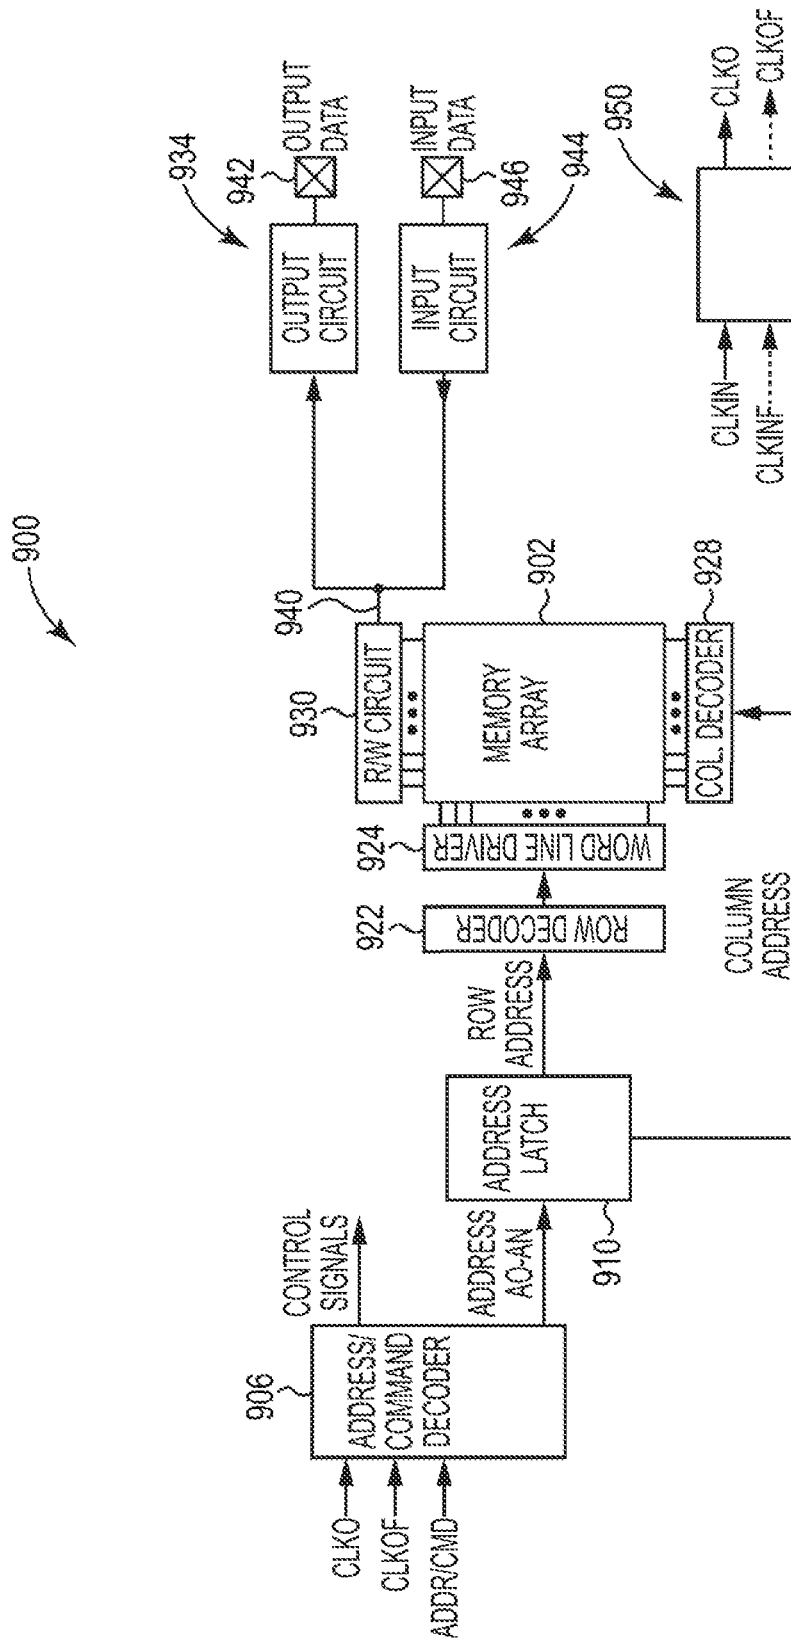 900
CLKO
CLKOF
ADDR/CMD
906
ADDRESS/
COMMAND
DECODER
CONTROL
SIGNALS
ADDRESS
AO-AN
910
ADDRESS
LATCH
ROW
ADDRESS
COLUMN
ADDRESS
922
ROW DECODER
924
WORD LINE DRIVER
930
R/W CIRCUIT
940
MEMORY
ARRAY
902
COL. DECODER
928
934
OUTPUT
CIRCUIT
942
OUTPUT
DATA
INPUT
CIRCUIT
944
946
INPUT
DATA
950
CLKIN
CLKINF
CLKO
CLKOF